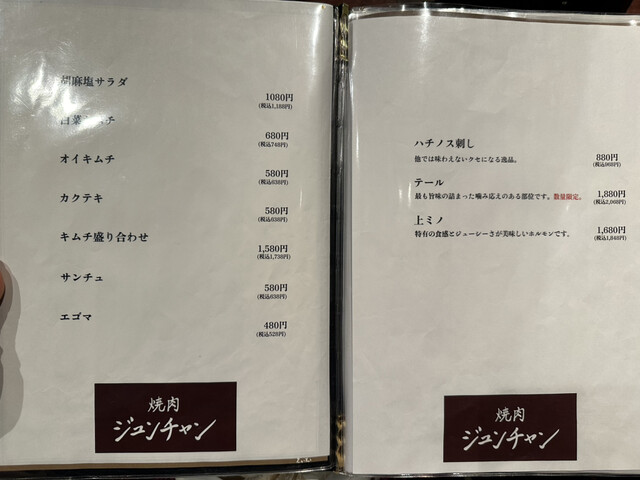 胡麻塩サラダ
1080円
(税込1,188円)
白菜キムチ
680円
(税込748円)
オイキムチ
580円
(税込638円)
カクテキ
580円
(税込638円)
キムチ盛り合わせ
1,580円
(税込1,738円)
サンチュ
580円
(税込638円)
エゴマ
480円
(税込528円)
焼肉
ジュンチャン
ハチノス刺し
他では味わえないクセになる逸品。
880円
(税込968円)
テール
最も旨味の詰まった噛み応えのある部位です。数量限定。
1,880円
(税込2,068円)
上ミノ
特有の食感とジューシーさが美味しいホルモンです。
1,680円
(税込1,848円)
焼肉
ジュンチャン